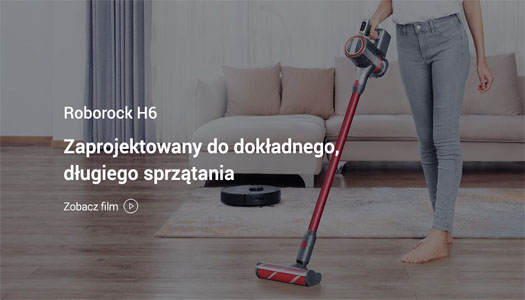 Roborock H6
Zaprojektowany do dokładnego,
długiego sprzątania
Zobacz film